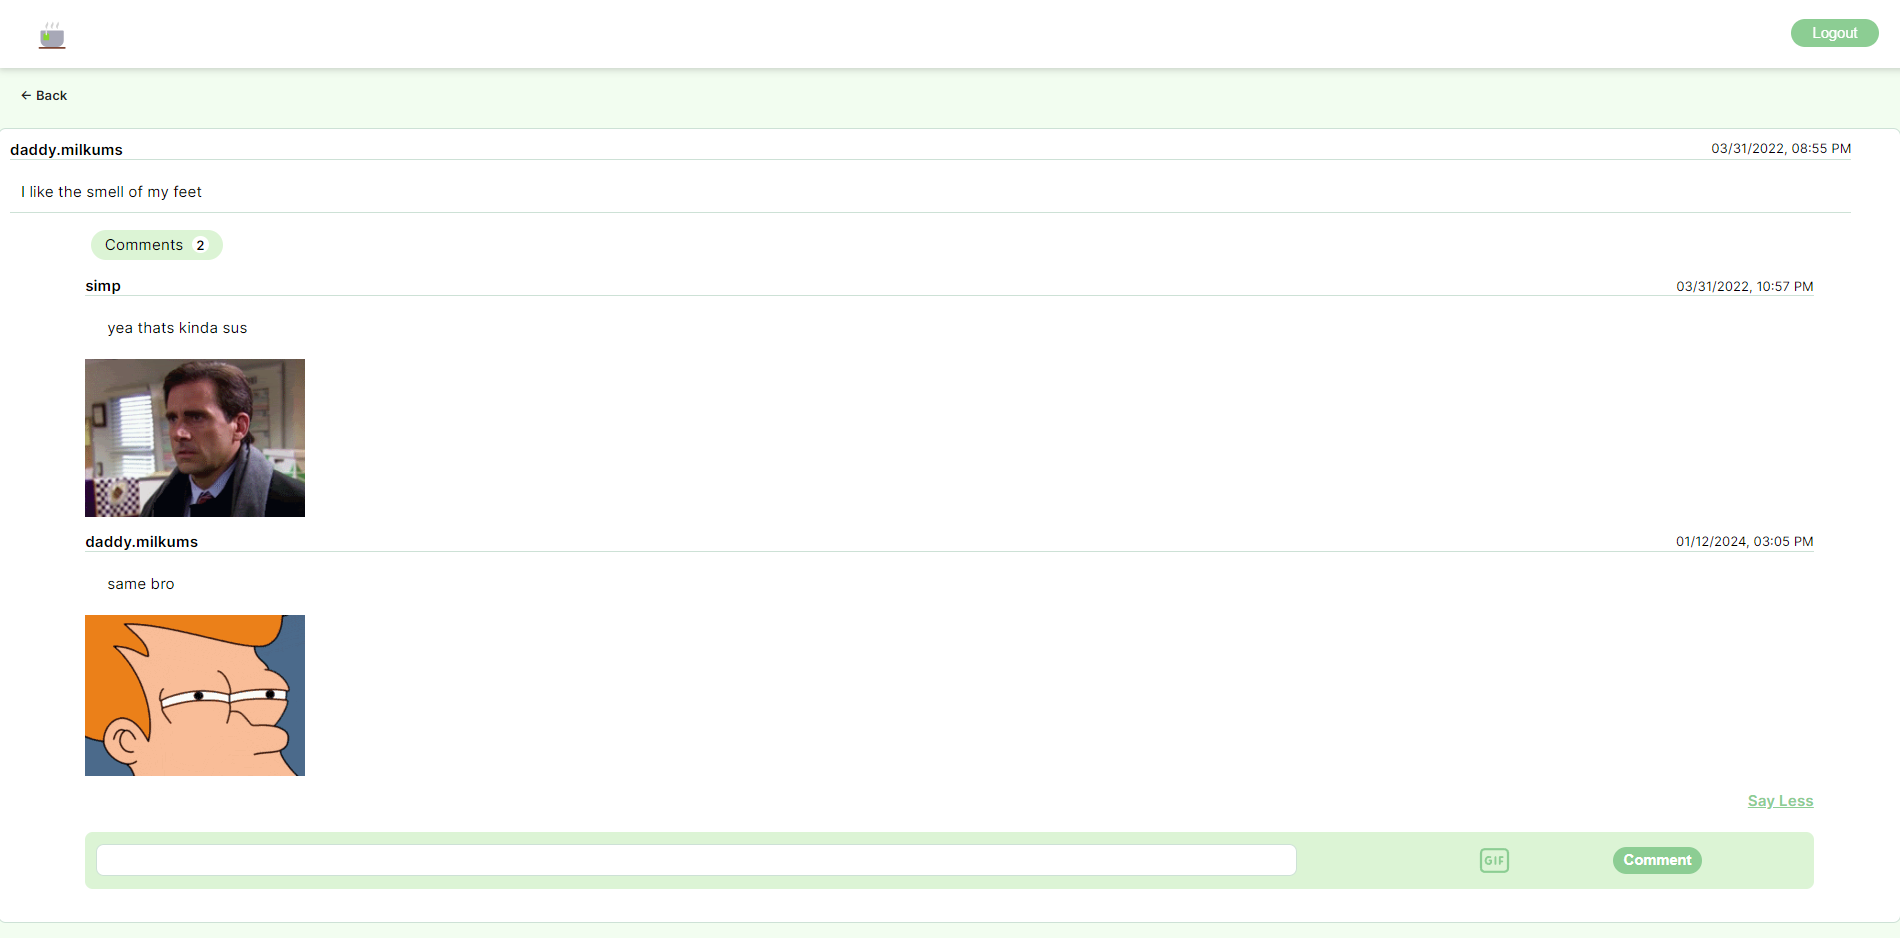 Logout
← Back
daddy.milkums 03/31/2022, 08:55 PM
I like the smell of my feet
Comments 2
simp 03/31/2022, 10:57 PM
yea thats kinda sus
daddy.milkums 01/12/2024, 03:05 PM
same bro
Say Less
GIF Comment